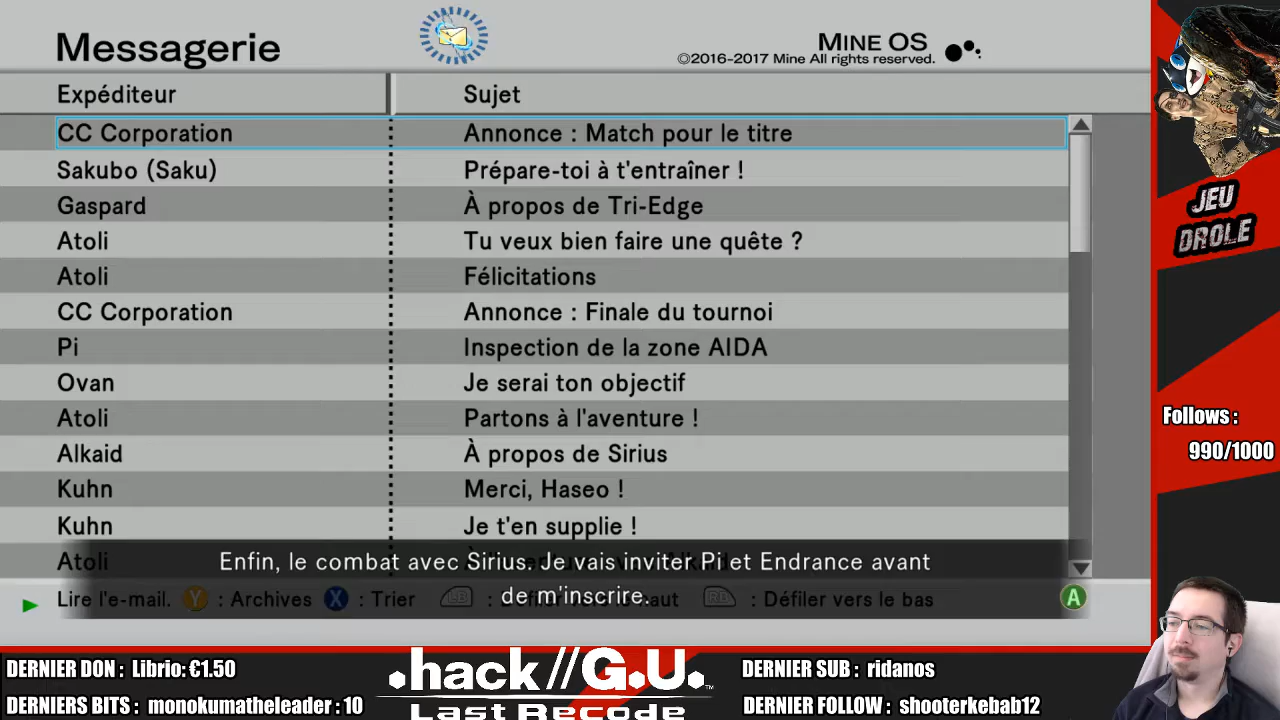 Messagerie
MINE OS
©2016-2017 Mine All rights reserved.
Expéditeur Sujet
CC Corporation Annonce : Match pour le titre
Sakubo (Saku) Prépare-toi à t'entraîner !
Gaspard À propos de Tri-Edge
Atoli Tu veux bien faire une quête ?
Atoli Félicitations
CC Corporation Annonce : Finale du tournoi
Pi Inspection de la zone AIDA
Ovan Je serai ton objectif
Atoli Partons à l'aventure !
Alkaid À propos de Sirius
Kuhn Merci, Haseo !
Kuhn Je t'en supplie !
Atoli
Enfin, le combat avec Sirius. Je vais inviter Pi et Endrance avant
de m'inscrire.
Lire l'e-mail. Y : Archives X : Trier LB : Défiler vers le haut : Défiler vers le bas
A
JEU
DROLE
Follows :
990/1000
DERNIER DON : Librio: €1.50
DERNIERS BITS : monokumatheleader : 10
.hack//G.U.™
Last Recode
DERNIER SUB : ridanos
DERNIER FOLLOW : shooterkebab12